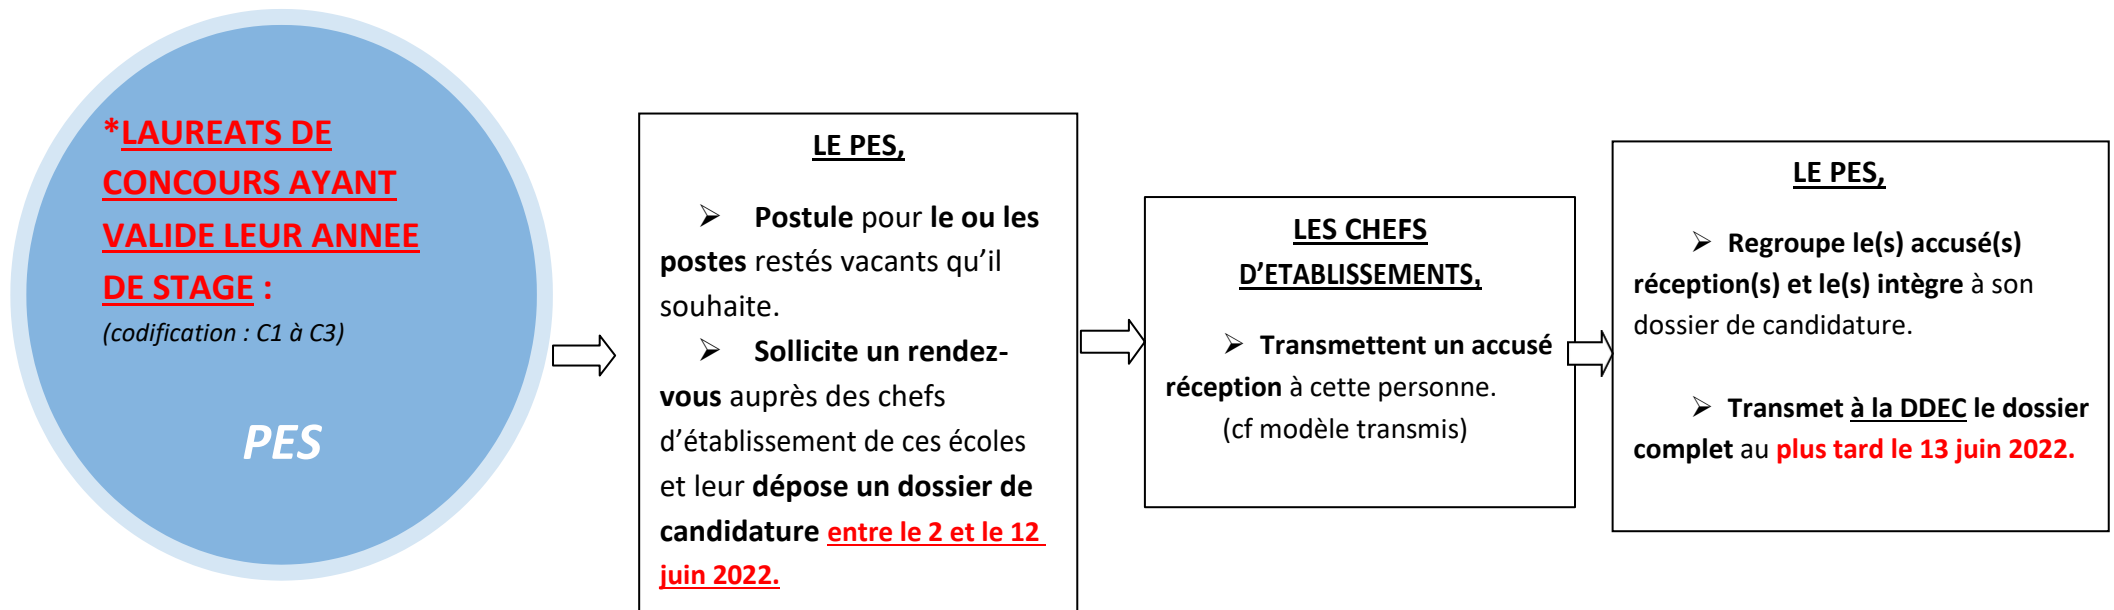 *LAUREATS DE
CONCOURS AYANT
VALIDE LEUR ANNEE
DE STAGE :
(codification : C1 à C3)
PES
LE PES,
➢ Postule pour le ou les
postes restés vacants qu’il
souhaite.
➢ Sollicite un rendez-
vous auprès des chefs
d’établissement de ces écoles
et leur dépose un dossier de
candidature entre le 2 et le 12
juin 2022.
LES CHEFS
D’ETABLISSEMENTS,
➢ Transmettent un accusé
réception à cette personne.
(cf modèle transmis)
LE PES,
➢ Regroupe le(s) accusé(s)
réception(s) et le(s) intègre à son
dossier de candidature.
➢ Transmet à la DDEC le dossier
complet au plus tard le 13 juin 2022.